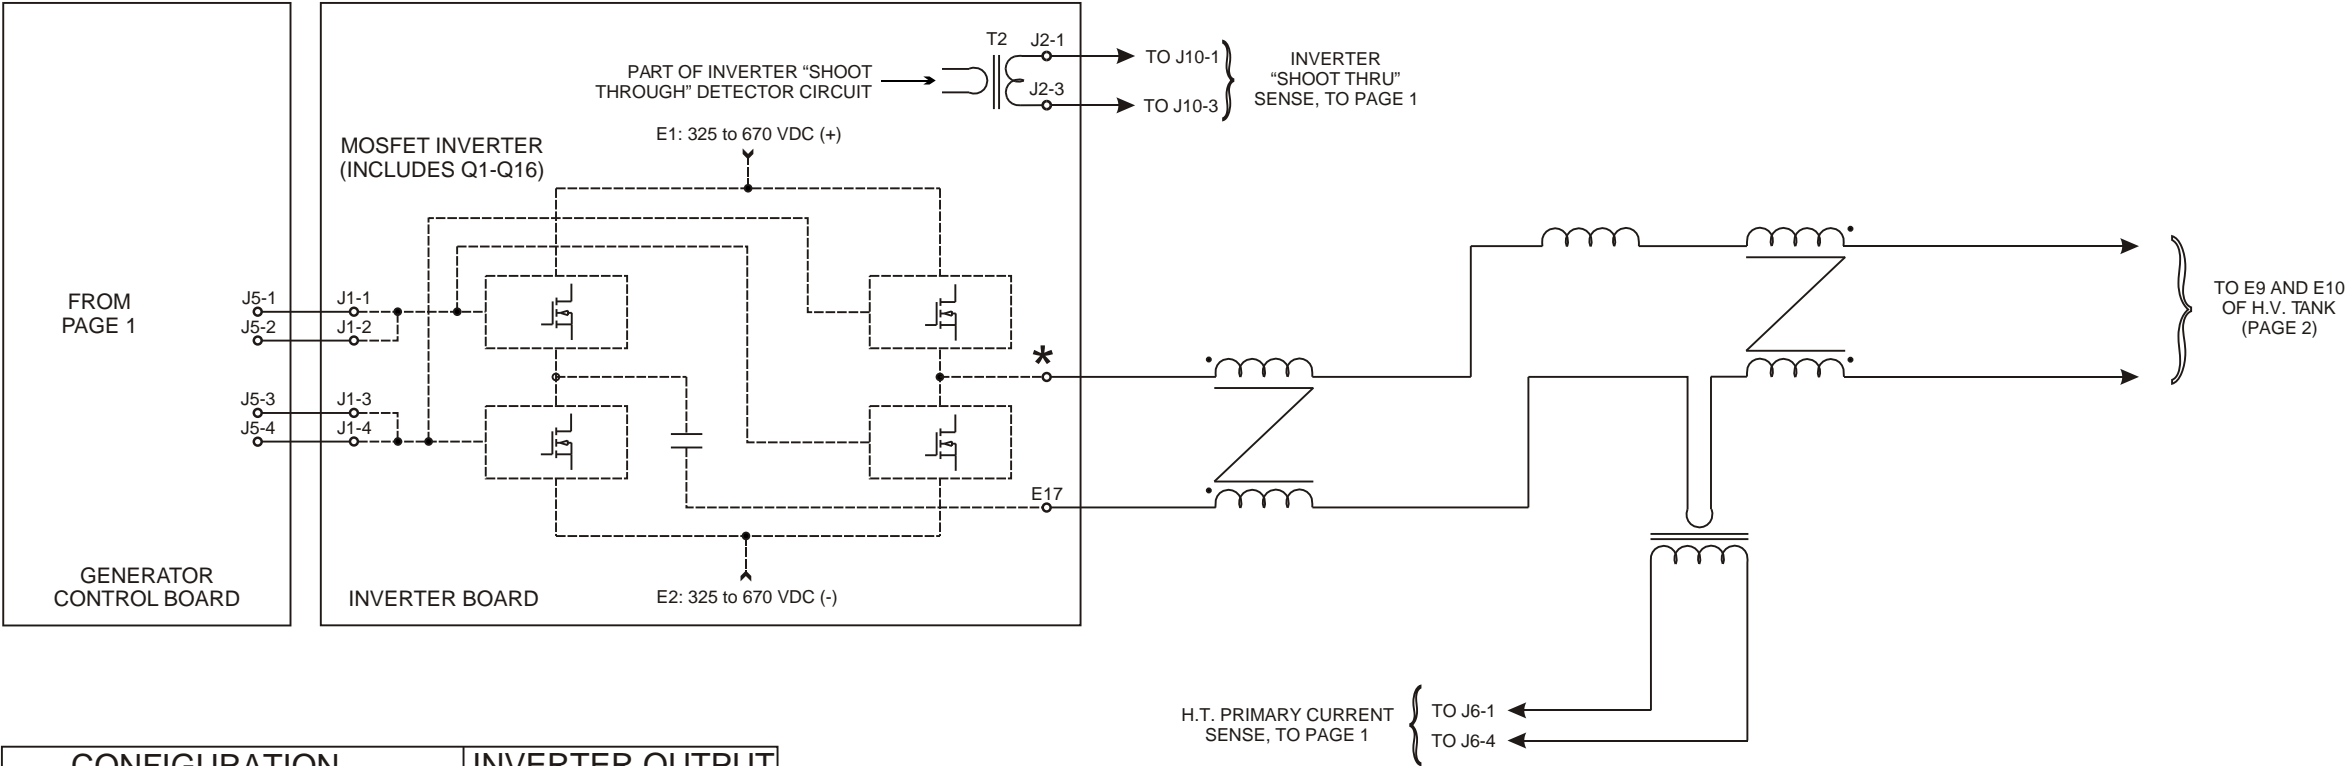 T2
J2-1
TO J10-1
J2-3
TO J10-3
INVERTER
“SHOOT THRU”
SENSE, TO PAGE 1
PART OF INVERTER “SHOOT
THROUGH” DETECTOR CIRCUIT
E1: 325 to 670 VDC (+)
MOSFET INVERTER
(INCLUDES Q1-Q16)
FROM
PAGE 1
J5-1
J1-1
J5-2
J1-2
J5-3
J1-3
J5-4
J1-4
*
E17
TO E9 AND E10
OF H.V. TANK
(PAGE 2)
GENERATOR
CONTROL BOARD
INVERTER BOARD
E2: 325 to 670 VDC (-)
H.T. PRIMARY CURRENT
SENSE, TO PAGE 1
TO J6-1
TO J6-4
CONFIGURATION
INVERTER OUTPUT